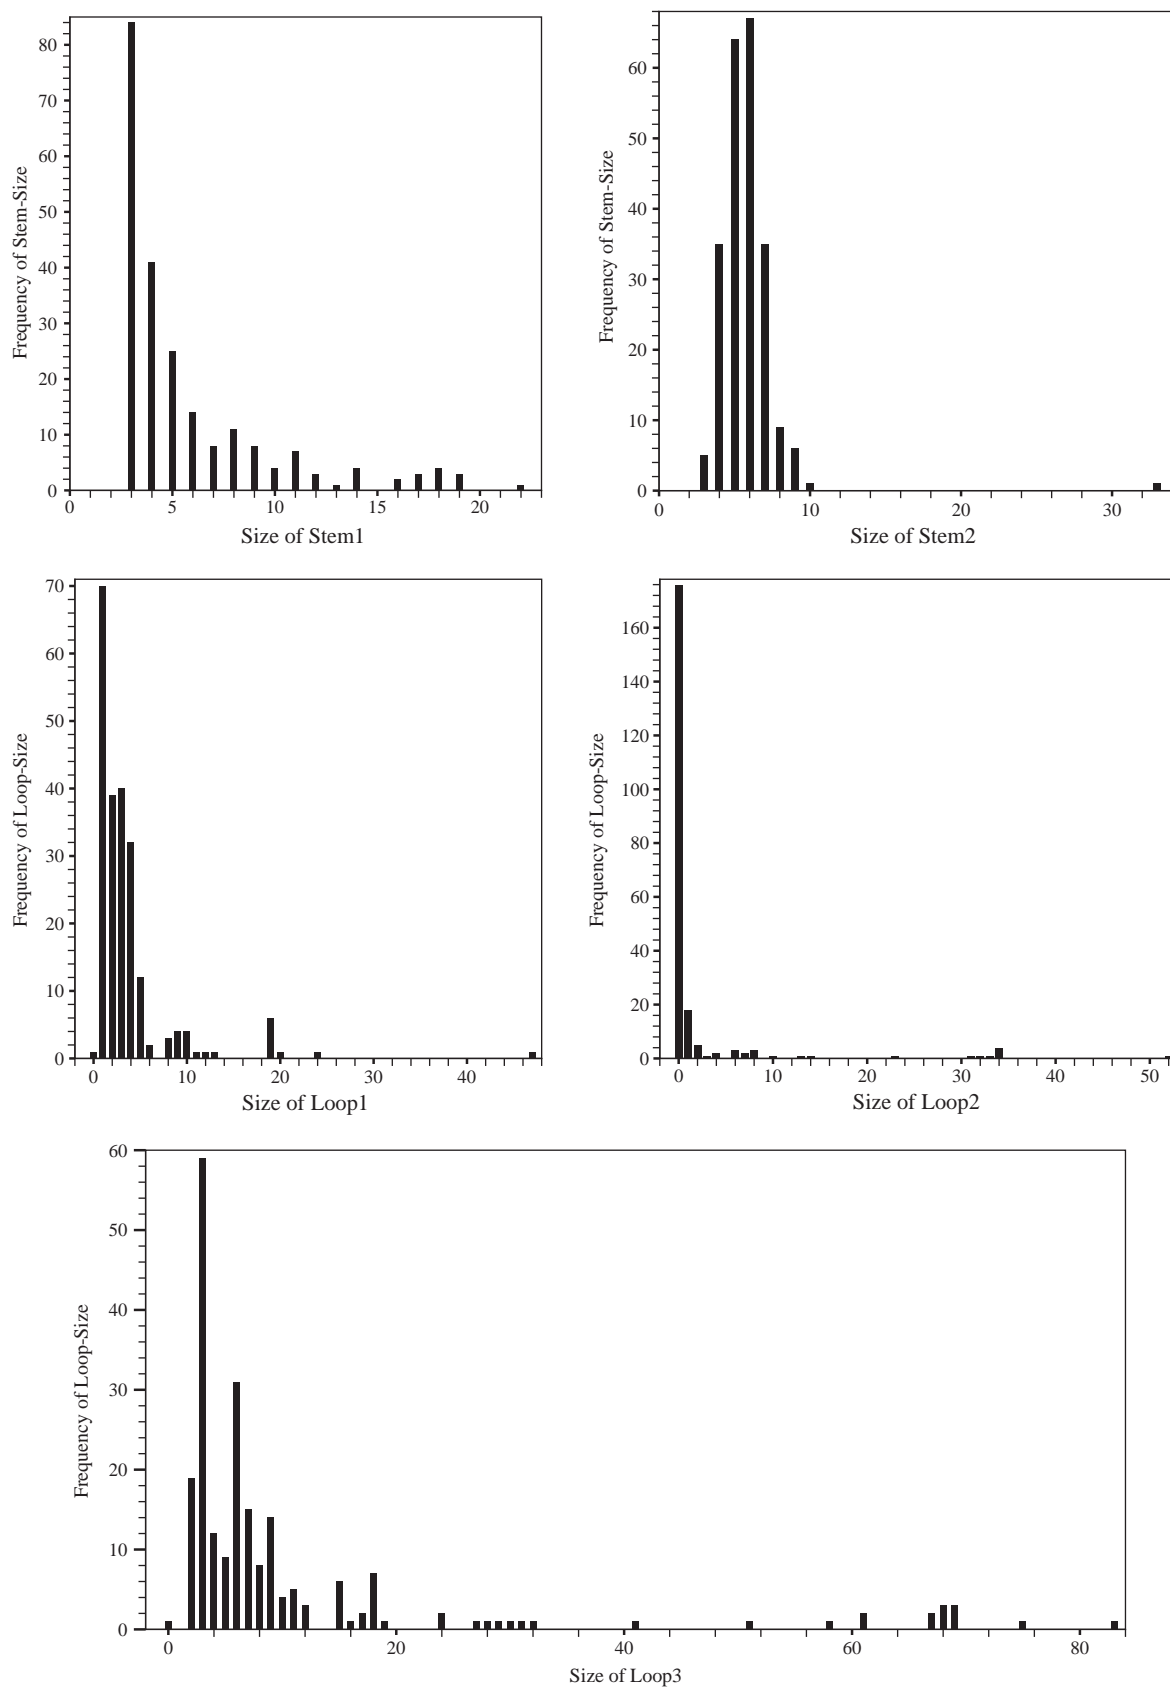 80
70
60
50
40
30
20
10
0
Frequency of Stem-Size
0 5 10 15 20
Size of Stem1
60
50
40
30
20
10
0
Frequency of Stem-Size
0 10 20 30
Size of Stem2
70
60
50
40
30
20
10
0
Frequency of Loop-Size
0 10 20 30 40
Size of Loop1
160
140
120
100
80
60
40
20
0
Frequency of Loop-Size
0 10 20 30 40 50
Size of Loop2
60
50
40
30
20
10
0
Frequency of Loop-Size
0 20 40 60 80
Size of Loop3